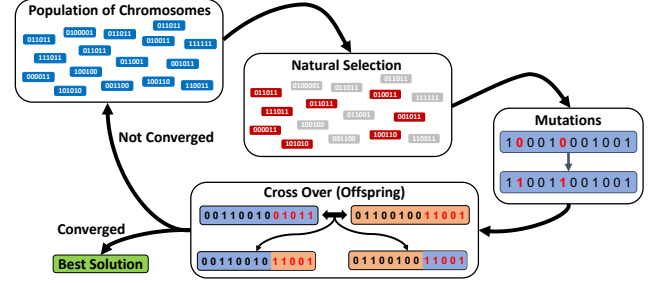 Population of Chromosomes
011011
0100001
011011
011011
010011
111111
111011
011011
011001
001011
000011
100100
001100
100110
110011
101010
Natural Selection
011011
0100001
011011
011011
010011
111111
011011
011001
001011
000011
100100
001100
100110
110011
101010
Mutations
1 0 0 0 1 0 0 0 1 0 0 1
1 1 0 0 1 1 0 0 1 0 0 1
Not Converged
Cross Over (Offspring)
0 0 1 1 0 0 1 0 0 1 0 1 1
0 1 1 0 0 1 0 0 1 1 0 0 1
0 0 1 1 0 0 1 0 1 1 0 0 1
0 1 1 0 0 1 0 0 1 1 0 0 1
Converged
Best Solution